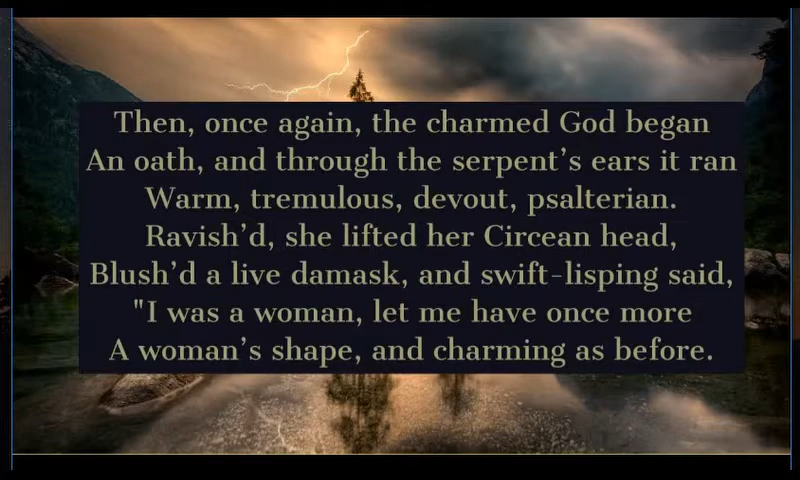 Then, once again, the charmed God began
An oath, and through the serpent’s ears it ran
Warm, tremulous, devout, psalterian.
Ravish’d, she lifted her Circean head,
Blush’d a live damask, and swift-lisping said,
"I was a woman, let me have once more
A woman’s shape, and charming as before.